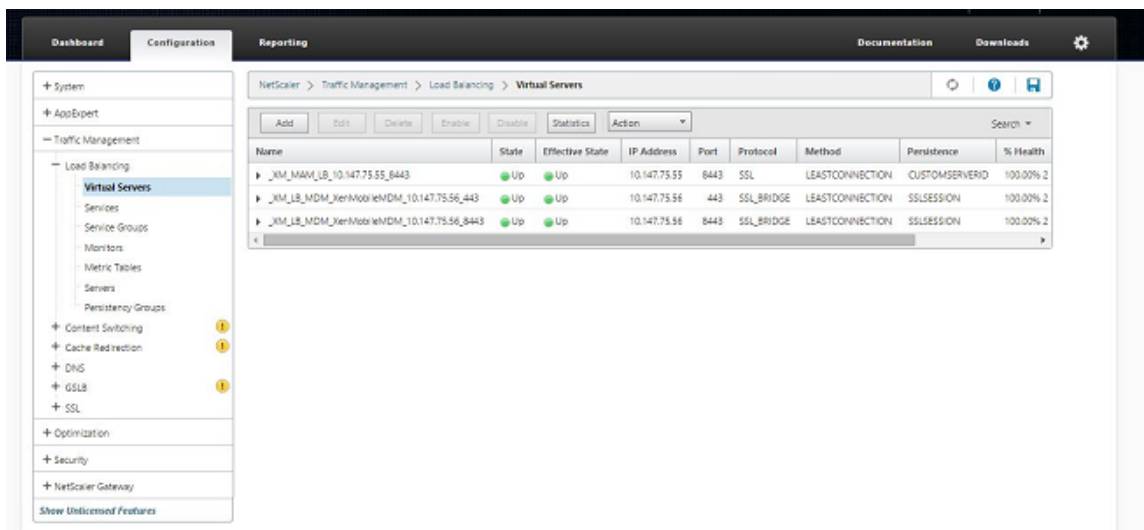 Dashboard Configuration Reporting Documentation Downloads
+ System
+ AppExpert
− Traffic Management
− Load Balancing
Virtual Servers
Services
Service Groups
Monitors
Metric Tables
Servers
Persistency Groups
+ Content Switching
+ Cache Redirection
+ DNS
+ GSLB
+ SSL
+ Optimization
+ Security
+ NetScaler Gateway
Show Unlicensed Features
NetScaler > Traffic Management > Load Balancing > Virtual Servers
Add Edit Delete Enable Disable Statistics Action Search
Name State Effective State IP Address Port Protocol Method Persistence % Health
_XM_MAM_LB_10.147.75.55_8443 Up Up 10.147.75.55 8443 SSL LEASTCONNECTION CUSTOMSERVERID 100.00% 2
_XM_LB_MDM_XenMobileMDM_10.147.75.56_443 Up Up 10.147.75.56 443 SSL_BRIDGE LEASTCONNECTION SSLSESSION 100.00% 2
_XM_LB_MDM_XenMobileMDM_10.147.75.56_8443 Up Up 10.147.75.56 8443 SSL_BRIDGE LEASTCONNECTION SSLSESSION 100.00% 2